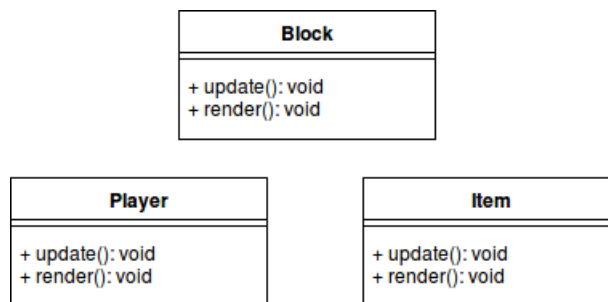 Block
+ update(): void
+ render(): void
Player
+ update(): void
+ render(): void
Item
+ update(): void
+ render(): void